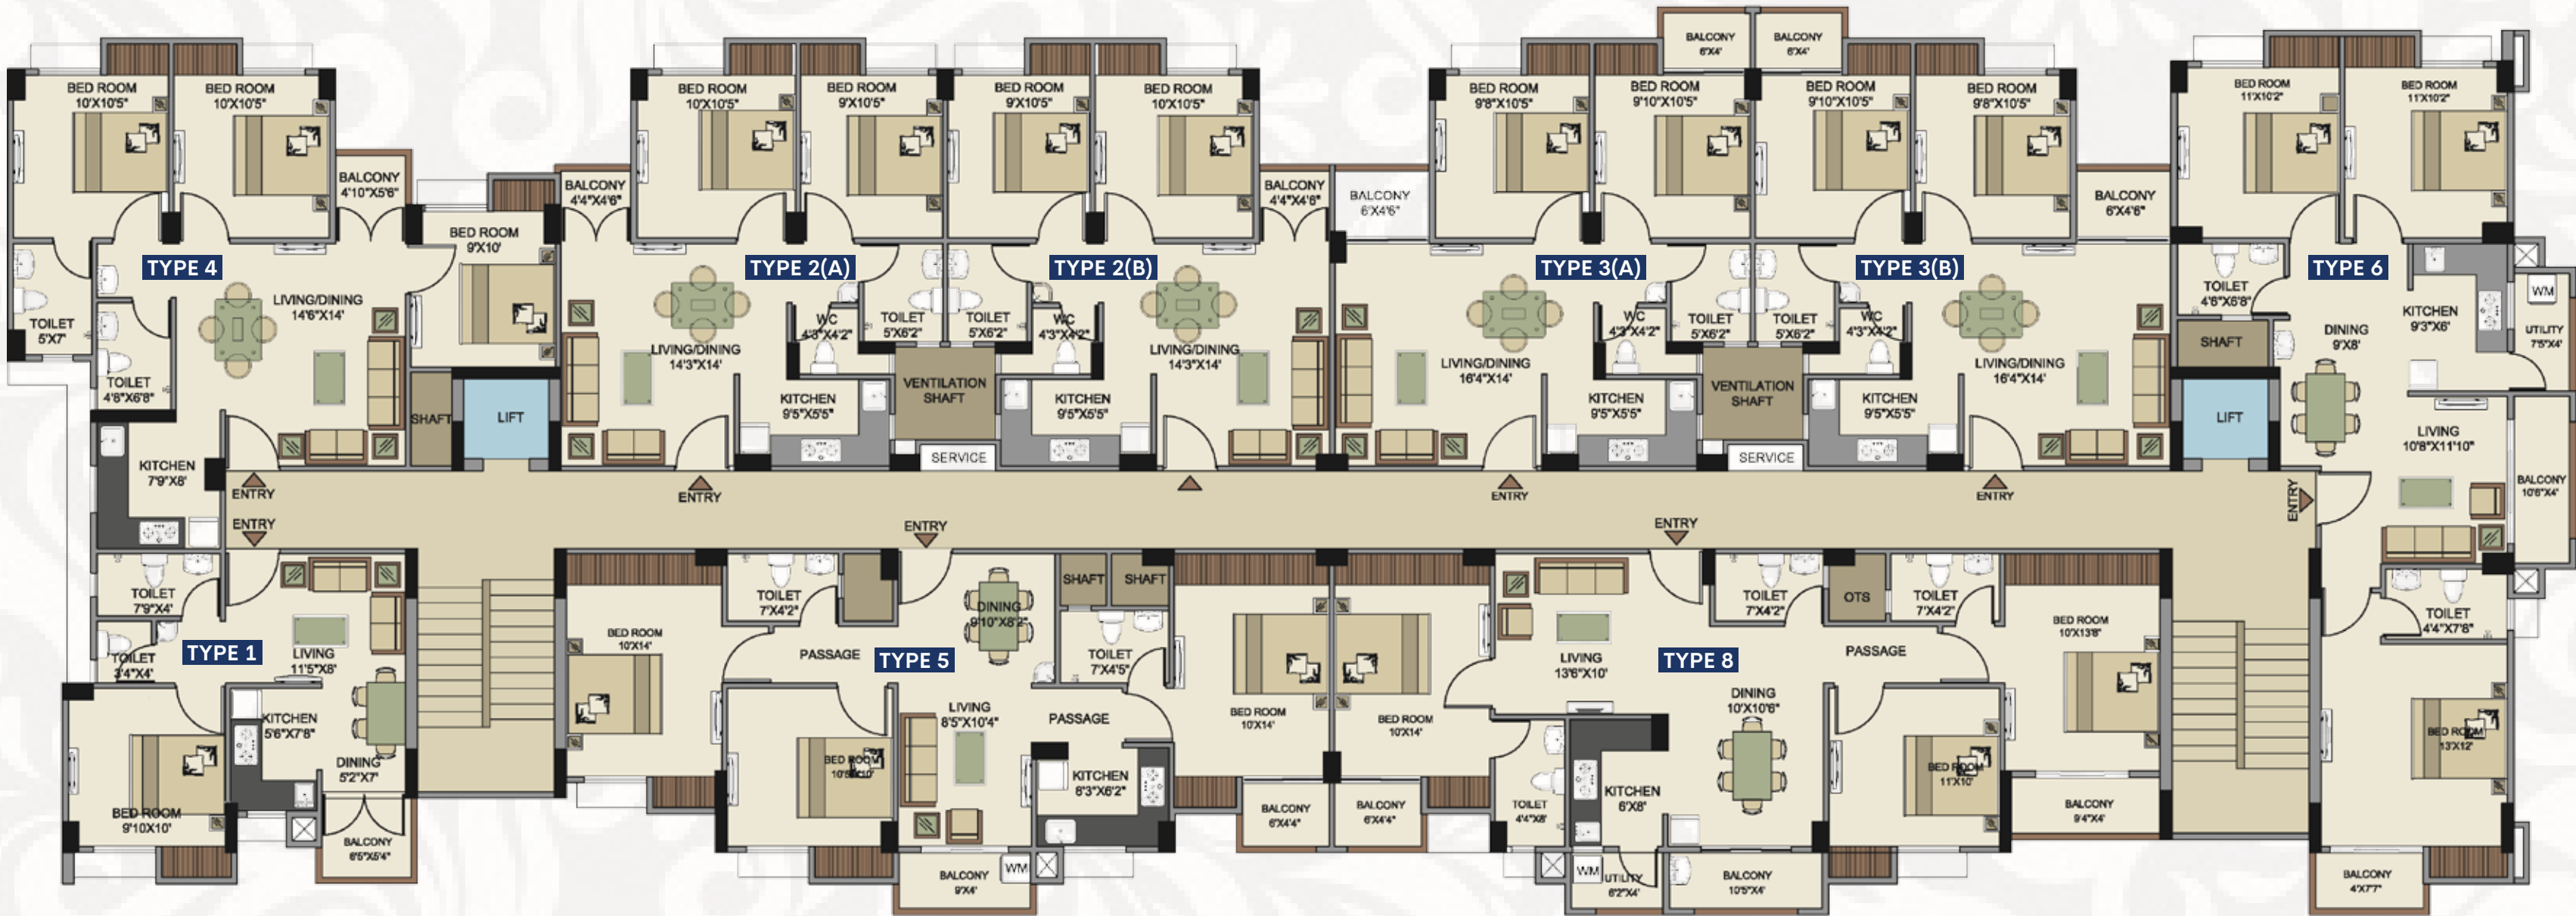 BALCONY
6'X4'
BALCONY
6'X4'
BED ROOM
10'X10'5"
BED ROOM
10'X10'5"
BED ROOM
10'X10'5"
BED ROOM
9'X10'5"
BED ROOM
9'X10'5"
BED ROOM
10'X10'5"
BED ROOM
9'8"X10'5"
BED ROOM
9'10"X10'5"
BED ROOM
9'10"X10'5"
BED ROOM
9'8"X10'5"
BED ROOM
11'X10'2"
BED ROOM
11'X10'2"
BALCONY
4'10"X5'6"
BALCONY
4'4"X4'6"
BALCONY
4'4"X4'6"
BALCONY
6'X4'6"
BALCONY
6'X4'6"
BED ROOM
9'X10'
TYPE 4
TYPE 2(A)
TYPE 2(B)
TYPE 3(A)
TYPE 3(B)
TYPE 6
TOILET
5'X7'
TOILET
4'6"X6'8"
LIVING/DINING
14'6"X14'
LIVING/DINING
14'3"X14'
WC
4'3"X4'2"
TOILET
5'X6'2"
TOILET
5'X6'2"
WC
4'3"X4'2"
LIVING/DINING
14'3"X14'
LIVING/DINING
16'4"X14'
WC
4'3"X4'2"
TOILET
5'X6'2"
TOILET
5'X6'2"
WC
4'3"X4'2"
LIVING/DINING
16'4"X14'
TOILET
4'6"X6'8"
SHAFT
DINING
9'X8'
KITCHEN
9'3"X6'
WM
UTILITY
7'5"X4'
SHAFT
LIFT
KITCHEN
9'5"X5'5"
VENTILATION
SHAFT
KITCHEN
9'5"X5'5"
KITCHEN
9'5"X5'5"
VENTILATION
SHAFT
KITCHEN
9'5"X5'5"
LIFT
LIVING
10'8"X11'10"
BALCONY
10'6"X4'
KITCHEN
7'9"X8'
SERVICE
SERVICE
ENTRY
ENTRY
ENTRY
ENTRY
ENTRY
ENTRY
ENTRY
ENTRY
TOILET
7'9"X4'
TOILET
3'4"X4'
TYPE 1
LIVING
11'5"X8'
KITCHEN
5'6"X7'8"
DINING
5'2"X7'
BED ROOM
9'10X10'
BALCONY
6'5"X5'4"
BED ROOM
10'X14'
TOILET
7'X4'2"
PASSAGE
TYPE 5
DINING
9'10"X8'2"
SHAFT
SHAFT
TOILET
7'X4'5"
LIVING
8'5"X10'4"
PASSAGE
BED ROOM
KITCHEN
8'3"X6'2"
BALCONY
9'X4'
WM
BED ROOM
10'X14'
BALCONY
6'X4'4"
BED ROOM
10'X14'
BALCONY
6'X4'4"
LIVING
13'6"X10'
TYPE 8
TOILET
7'X4'2"
OTS
TOILET
7'X4'2"
PASSAGE
DINING
10'X10'6"
TOILET
4'4"X8'
KITCHEN
6'X8'
WM
UTILITY
6'2"X4'
BALCONY
10'5"X4'
BED ROOM
11'X10'
BED ROOM
10'X13'8"
BALCONY
9'4"X4'
TOILET
4'4"X7'8"
BED ROOM
13'X12'
BALCONY
4'X7'7"